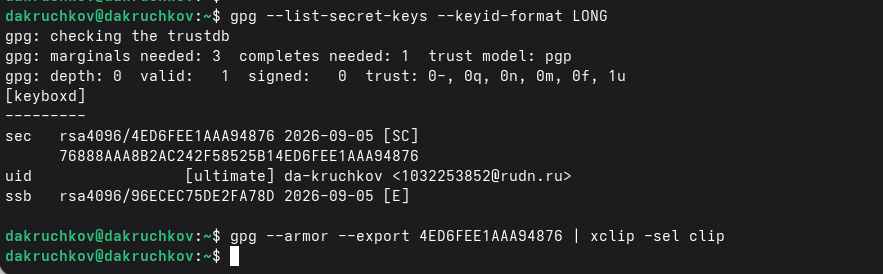 dakruchkov@dakruchkov:~$ gpg --list-secret-keys --keyid-format LONG
gpg: checking the trustdb
gpg: marginals needed: 3  completes needed: 1  trust model: pgp
gpg: depth: 0  valid:   1  signed:   0  trust: 0-, 0q, 0n, 0m, 0f, 1u
[keyboxd]
---------
sec   rsa4096/4ED6FEE1AAA94876 2026-09-05 [SC]
      76888AAA8B2AC242F58525B14ED6FEE1AAA94876
uid                 [ultimate] da-kruchkov <1032253852@rudn.ru>
ssb   rsa4096/96ECEC75DE2FA78D 2026-09-05 [E]
dakruchkov@dakruchkov:~$ gpg --armor --export 4ED6FEE1AAA94876 | xclip -sel clip
dakruchkov@dakruchkov:~$